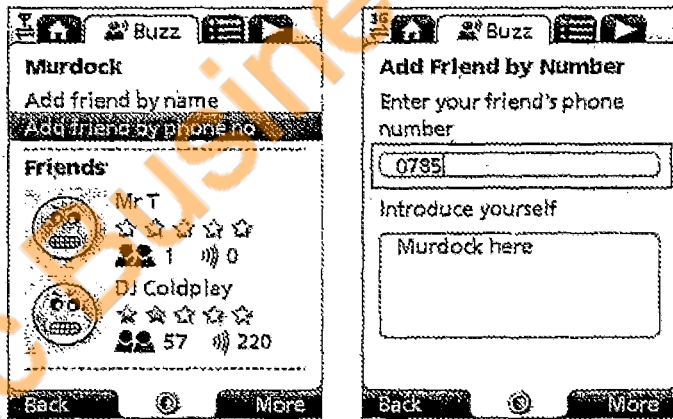 Buzz
Murdock
Add friend by name
Add friend by phone no
Friends
Mr T
1 0
DJ Coldplay
57 220
Back More
3G
Buzz
Add Friend by Number
Enter your friend's phone
number
0785
Introduce yourself
Murdock here
Back More